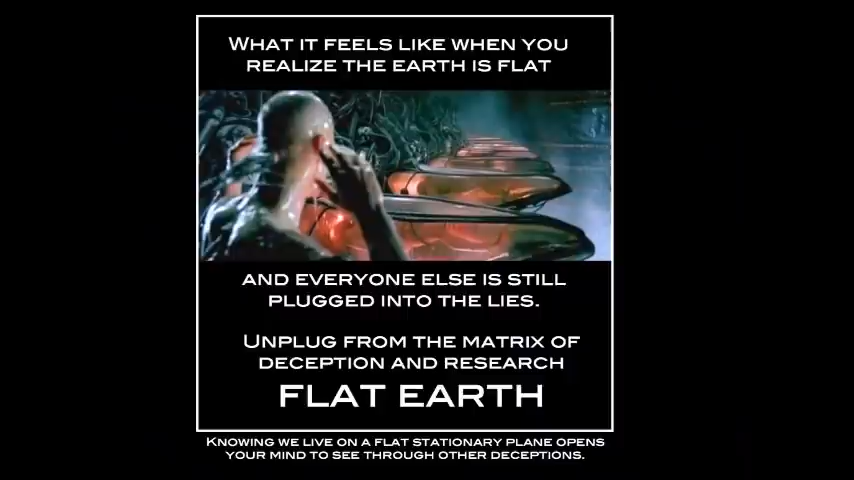 What it feels like when you
realize the earth is flat
and everyone else is still
plugged into the lies.
Unplug from the matrix of
deception and research
FLAT EARTH
Knowing we live on a flat stationary plane opens
your mind to see through other deceptions.